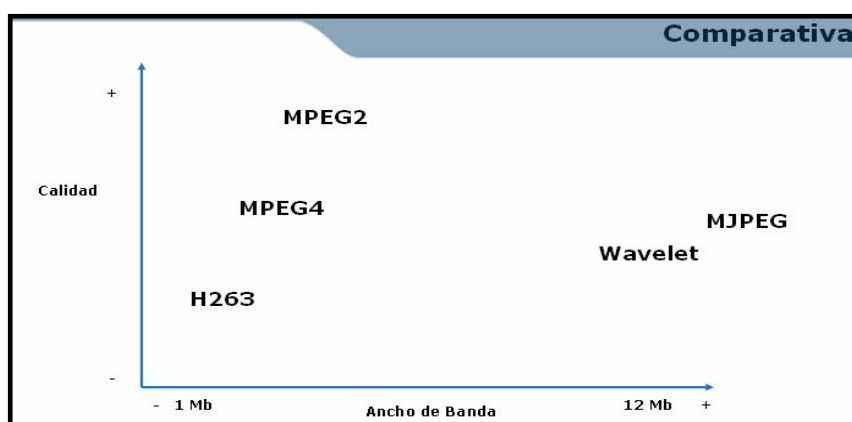 Comparativa
+
MPEG2
Calidad
MPEG4
MJPEG
Wavelet
H263
-
- 1 Mb Ancho de Banda 12 Mb +